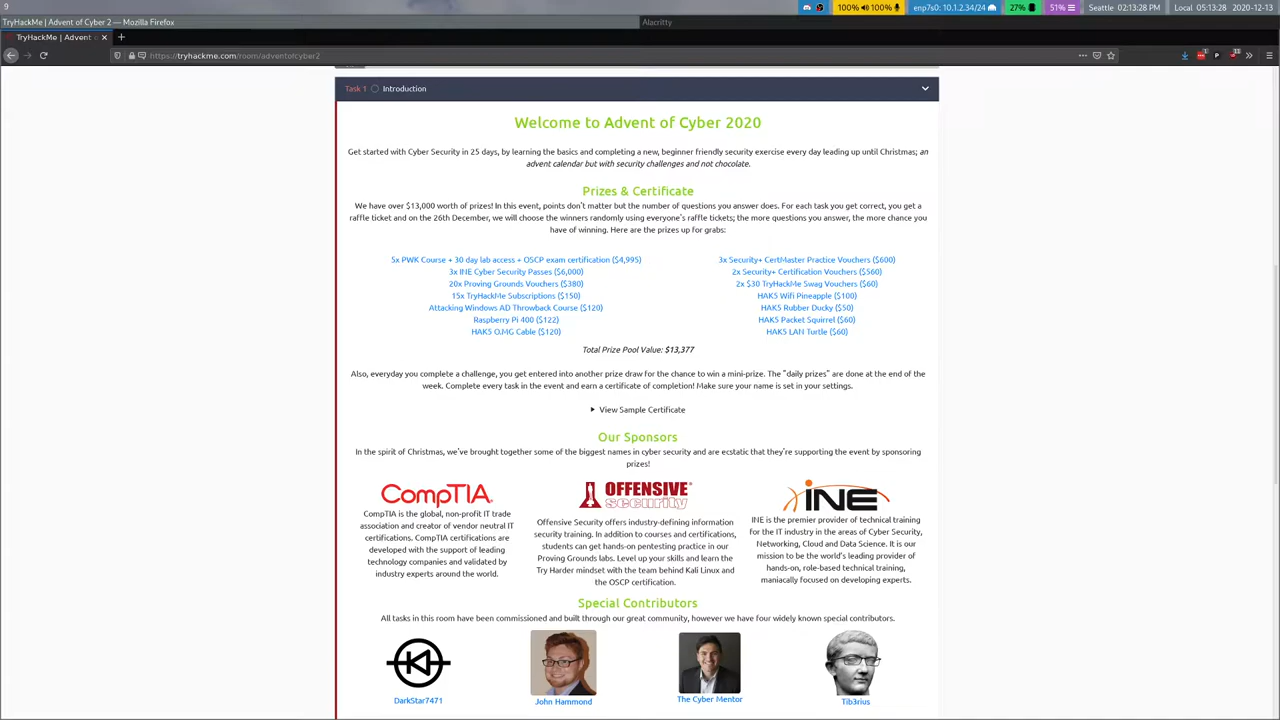 9
100% 100% enp7s0: 10.1.2.34/24 27% 51% Seattle 02:13:28 PM Local 05:13:28 2020-12-13
TryHackMe | Advent of Cyber 2 — Mozilla Firefox
Alacritty
TryHackMe | Advent
https://tryhackme.com/room/adventofcyber2
Task 1 Introduction
Welcome to Advent of Cyber 2020
Get started with Cyber Security in 25 days, by learning the basics and completing a new, beginner friendly security exercise every day leading up until Christmas; an
advent calendar but with security challenges and not chocolate.
Prizes & Certificate
We have over $13,000 worth of prizes! In this event, points don't matter but the number of questions you answer does. For each task you get correct, you get a
raffle ticket and on the 26th December, we will choose the winners randomly using everyone's raffle tickets; the more questions you answer, the more chance you
have of winning. Here are the prizes up for grabs:
5x PWK Course + 30 day lab access + OSCP exam certification ($4,995)
3x INE Cyber Security Passes ($6,000)
20x Proving Grounds Vouchers ($380)
15x TryHackMe Subscriptions ($150)
Attacking Windows AD Throwback Course ($120)
Raspberry Pi 400 ($122)
HAK5 O.MG Cable ($120)
3x Security+ CertMaster Practice Vouchers ($600)
2x Security+ Certification Vouchers ($560)
2x $30 TryHackMe Swag Vouchers ($60)
HAK5 Wifi Pineapple ($100)
HAK5 Rubber Ducky ($50)
HAK5 Packet Squirrel ($60)
HAK5 LAN Turtle ($60)
Total Prize Pool Value: $13,377
Also, everyday you complete a challenge, you get entered into another prize draw for the chance to win a mini-prize. The "daily prizes" are done at the end of the
week. Complete every task in the event and earn a certificate of completion! Make sure your name is set in your settings.
View Sample Certificate
Our Sponsors
In the spirit of Christmas, we've brought together some of the biggest names in cyber security and are ecstatic that they're supporting the event by sponsoring
prizes!
CompTIA
CompTIA is the global, non-profit IT trade
association and creator of vendor neutral IT
certifications. CompTIA certifications are
developed with the support of leading
technology companies and validated by
industry experts around the world.
OFFENSIVE
security
Offensive Security offers industry-defining information
security training. In addition to courses and certifications,
students can get hands-on pentesting practice in our
Proving Grounds labs. Level up your skills and learn the
Try Harder mindset with the team behind Kali Linux and
the OSCP certification.
INE
INE is the premier provider of technical training
for the IT industry in the areas of Cyber Security,
Networking, Cloud and Data Science. It is our
mission to be the world's leading provider of
hands-on, role-based technical training,
maniacally focused on developing experts.
Special Contributors
All tasks in this room have been commissioned and built through our great community, however we have four widely known special contributors.
DarkStar7471
John Hammond
The Cyber Mentor
Tib3rius